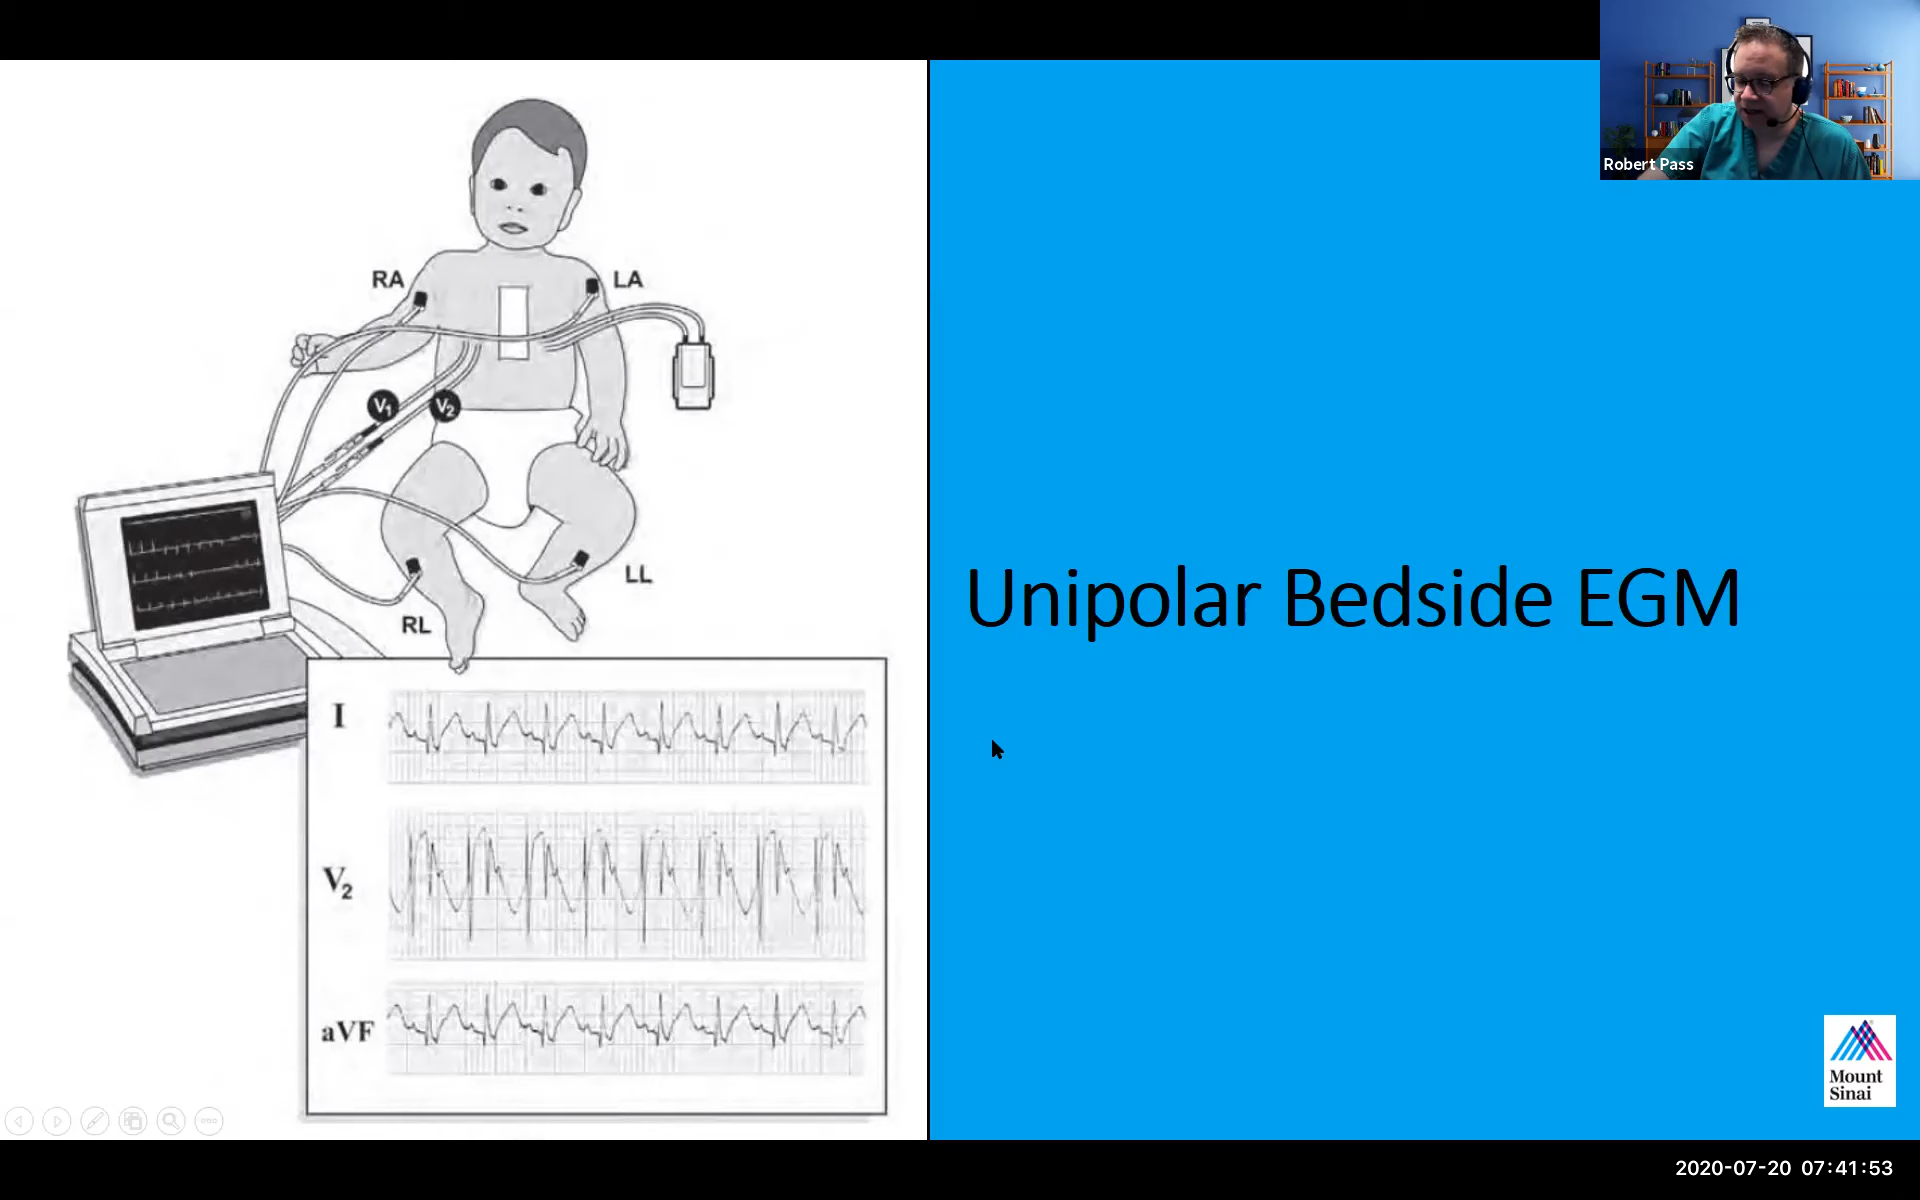 Robert Pass
RA
LA
V1
V2
LL
RL
I
V2
aVF
Unipolar Bedside EGM
Mount
Sinai
2020-07-20 07:41:53